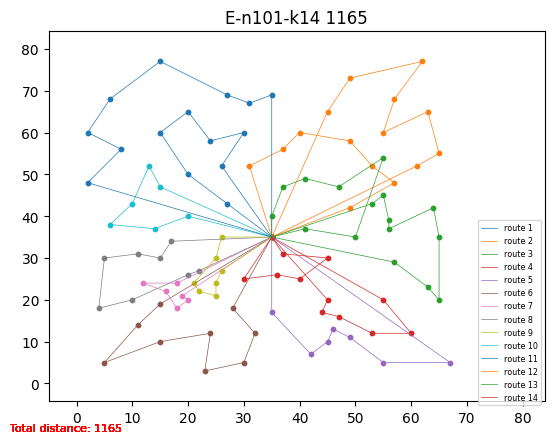 E-n101-k14 1165
80
70
60
50
40
30
20
10
0
0 10 20 30 40 50 60 70 80
route 1
route 2
route 3
route 4
route 5
route 6
route 7
route 8
route 9
route 10
route 11
route 12
route 13
route 14
Total distance: 1165